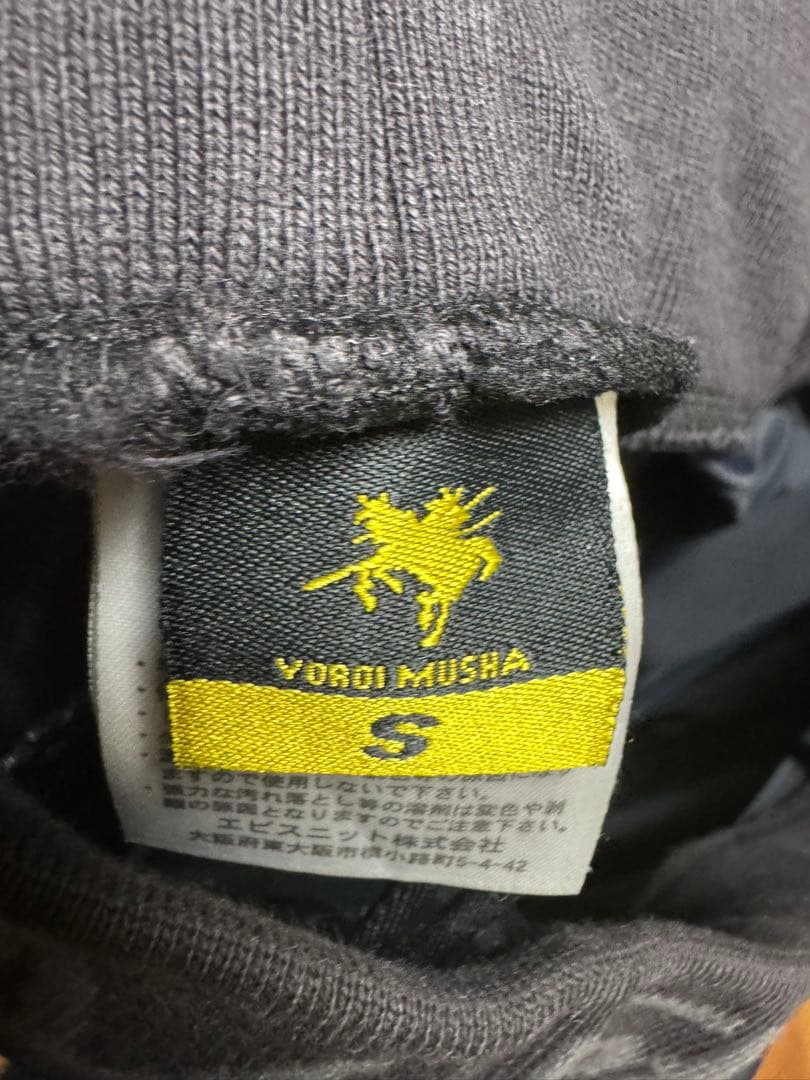 YOROI MUSHA
S
ますので使用しないで下さい。
強力な汚れ落とし等の溶剤は変色や剥
離の原因となりますのでご注意下さい。
エビスニット株式会社
大阪府東大阪市横小路町5-4-42